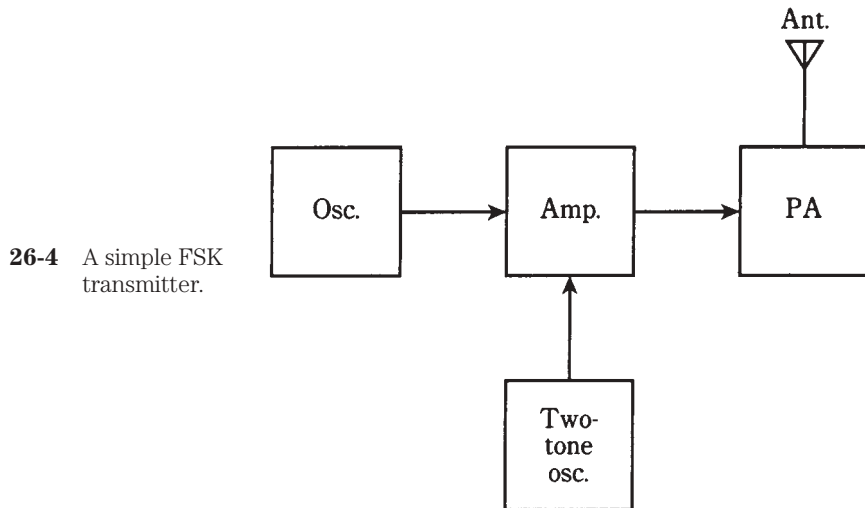 Ant.
Osc.
Amp.
PA
26-4 A simple FSK
transmitter.
Two-
tone
osc.